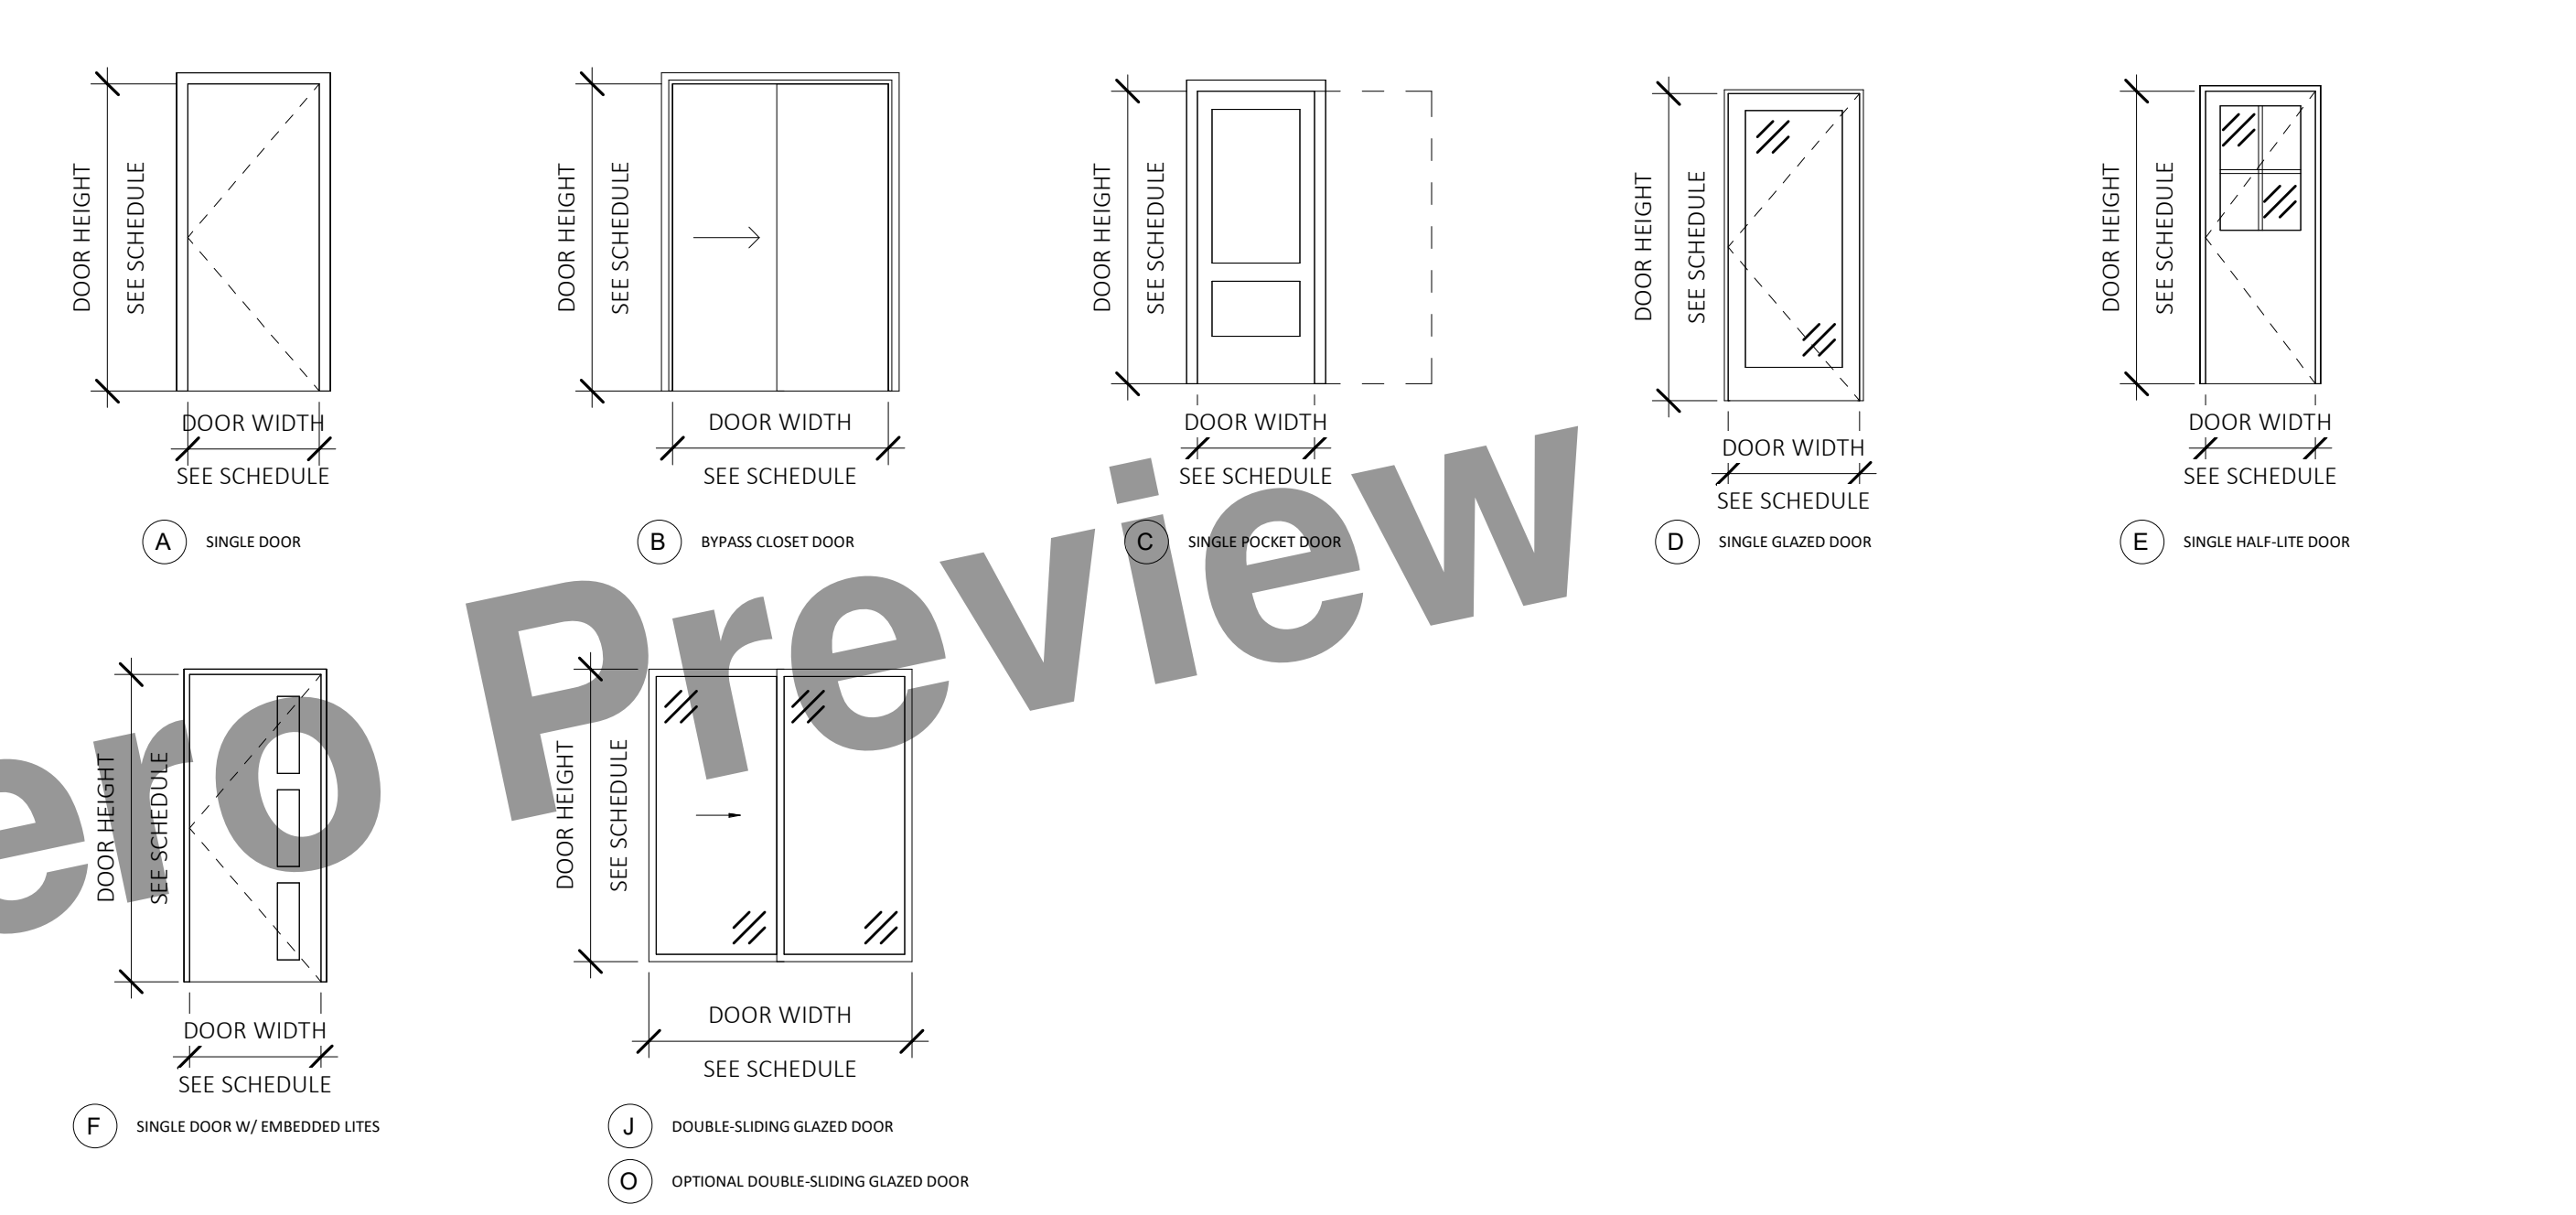 DOOR HEIGHT
SEE SCHEDULE
DOOR WIDTH
SEE SCHEDULE
A SINGLE DOOR
DOOR HEIGHT
SEE SCHEDULE
DOOR WIDTH
SEE SCHEDULE
B BYPASS CLOSET DOOR
DOOR HEIGHT
SEE SCHEDULE
DOOR WIDTH
SEE SCHEDULE
C SINGLE POCKET DOOR
DOOR HEIGHT
SEE SCHEDULE
DOOR WIDTH
SEE SCHEDULE
D SINGLE GLAZED DOOR
DOOR HEIGHT
SEE SCHEDULE
DOOR WIDTH
SEE SCHEDULE
E SINGLE HALF-LITE DOOR
DOOR HEIGHT
SEE SCHEDULE
DOOR WIDTH
SEE SCHEDULE
F SINGLE DOOR W/ EMBEDDED LITES
DOOR HEIGHT
SEE SCHEDULE
DOOR WIDTH
SEE SCHEDULE
J DOUBLE-SLIDING GLAZED DOOR
O OPTIONAL DOUBLE-SLIDING GLAZED DOOR
ero Preview